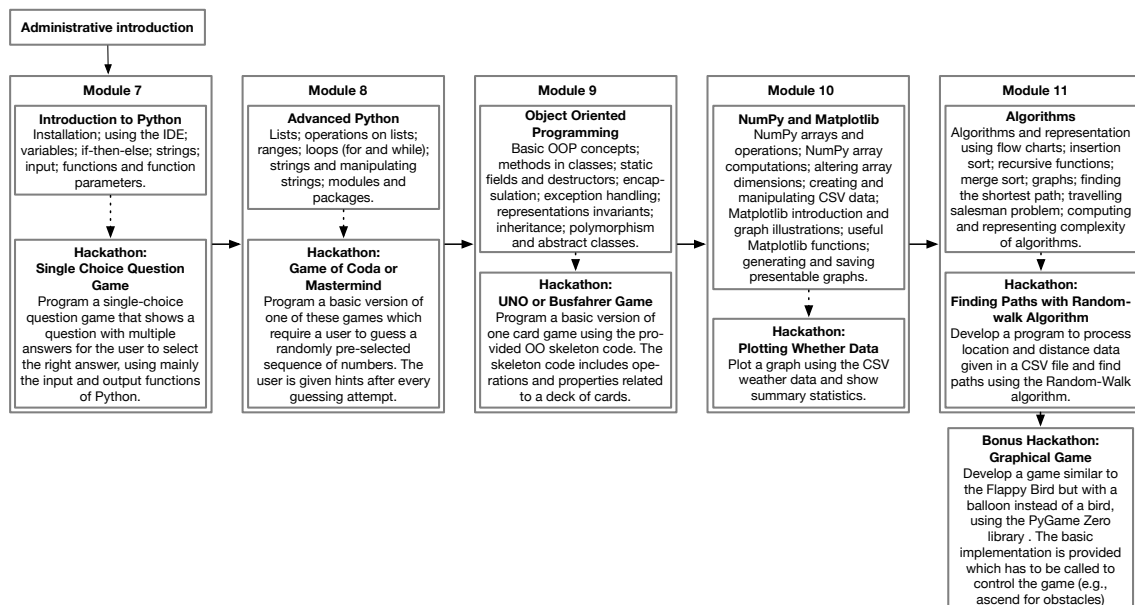 Administrative introduction
Module 7
Introduction to Python
Installation; using the IDE;
variables; if-then-else; strings;
input; functions and function
parameters.
Hackathon:
Single Choice Question
Game
Program a single-choice
question game that shows a
question with multiple
answers for the user to select
the right answer, using mainly
the input and output functions
of Python.
Module 8
Advanced Python
Lists; operations on lists;
ranges; loops (for and while);
strings and manipulating
strings; modules and
packages.
Hackathon:
Game of Coda or
Mastermind
Program a basic version of
one of these games which
require a user to guess a
randomly pre-selected
sequence of numbers. The
user is given hints after every
guessing attempt.
Module 9
Object Oriented
Programming
Basic OOP concepts;
methods in classes; static
fields and destructors; encap-
sulation; exception handling;
representations invariants;
inheritance; polymorphism
and abstract classes.
Hackathon:
UNO or Busfahrer Game
Program a basic version of
one card game using the pro-
vided OO skeleton code. The
skeleton code includes oper-
ations and properties related
to a deck of cards.
Module 10
NumPy and Matplotlib
NumPy arrays and
operations; NumPy array
computations; altering array
dimensions; creating and
manipulating CSV data;
Matplotlib introduction and
graph illustrations; useful
Matplotlib functions;
generating and saving
presentable graphs.
Hackathon:
Plotting Whether Data
Plot a graph using the CSV
weather data and show
summary statistics.
Module 11
Algorithms
Algorithms and representation
using flow charts; insertion
sort; recursive functions;
merge sort; graphs; finding
the shortest path; travelling
salesman problem; computing
and representing complexity
of algorithms.
Hackathon:
Finding Paths with Random-
walk Algorithm
Develop a program to process
location and distance data
given in a CSV file and find
paths using the Random-Walk
algorithm.
Bonus Hackathon:
Graphical Game
Develop a game similar to
the Flappy Bird but with a
balloon instead of a bird,
using the PyGame Zero
library . The basic
implementation is provided
which has to be called to
control the game (e.g.,
ascend for obstacles)